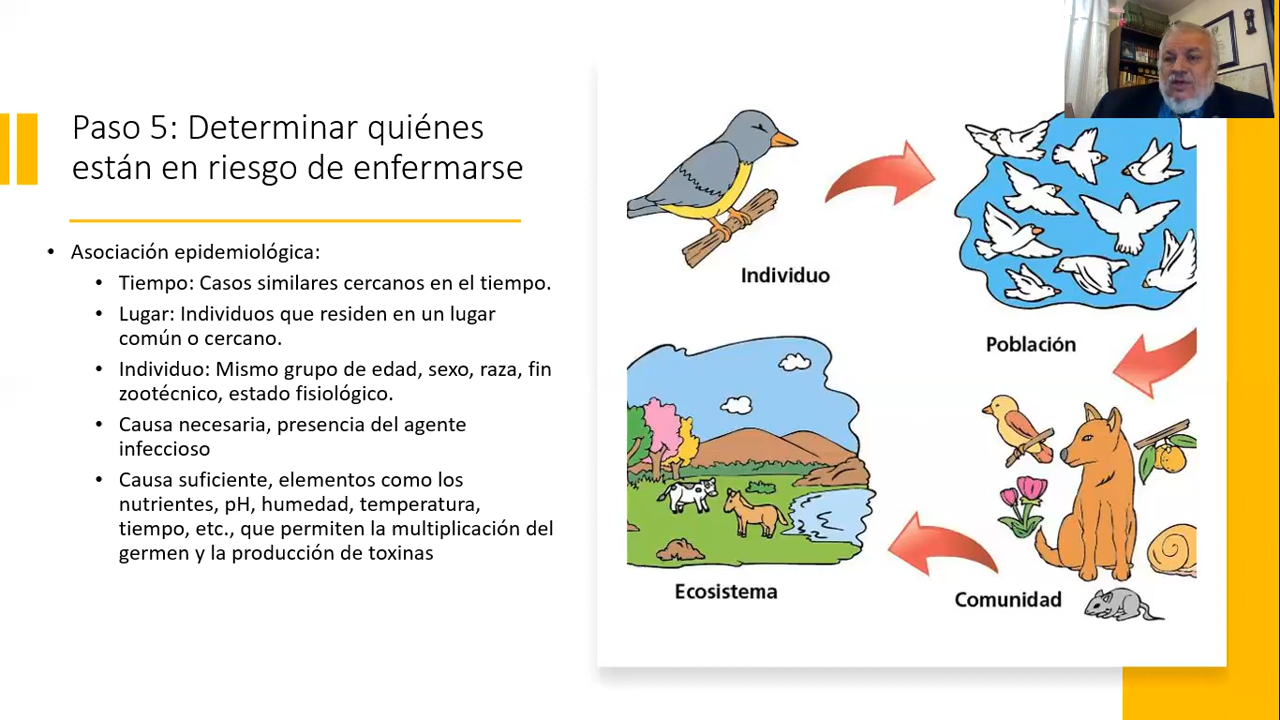 Paso 5: Determinar quiénes
están en riesgo de enfermarse
• Asociación epidemiológica:
• Tiempo: Casos similares cercanos en el tiempo.
• Lugar: Individuos que residen en un lugar
común o cercano.
• Individuo: Mismo grupo de edad, sexo, raza, fin
zootécnico, estado fisiológico.
• Causa necesaria, presencia del agente
infeccioso
• Causa suficiente, elementos como los
nutrientes, pH, humedad, temperatura,
tiempo, etc., que permiten la multiplicación del
germen y la producción de toxinas
Individuo
Población
Ecosistema
Comunidad